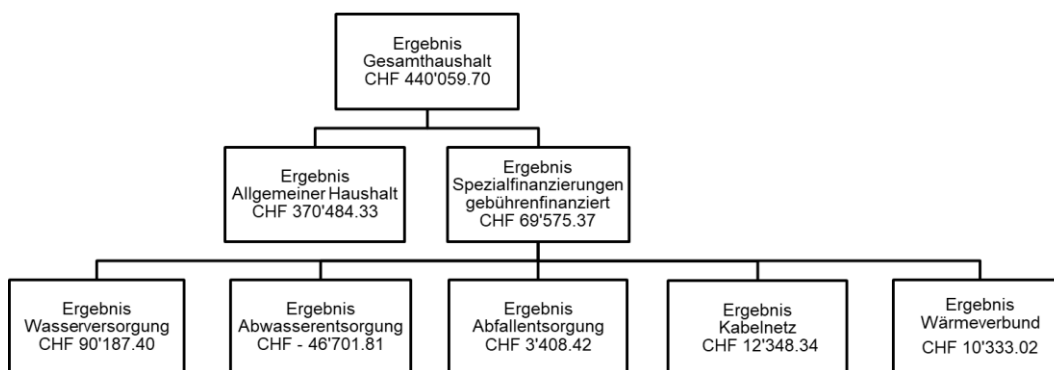 Ergebnis
Gesamthaushalt
CHF 440'059.70
Ergebnis
Allgemeiner Haushalt
CHF 370'484.33
Ergebnis
Spezialfinanzierungen
gebührenfinanziert
CHF 69'575.37
Ergebnis
Wasserversorgung
CHF 90'187.40
Ergebnis
Abwasserentsorgung
CHF - 46'701.81
Ergebnis
Abfallentsorgung
CHF 3'408.42
Ergebnis
Kabelnetz
CHF 12'348.34
Ergebnis
Wärmeverbund
CHF 10'333.02